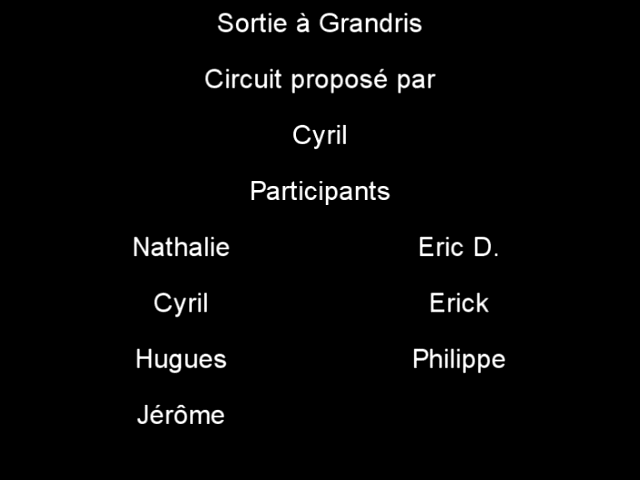 Sortie à Grandris
Circuit proposé par
Cyril
Participants
Nathalie Eric D.
Cyril Erick
Hugues Philippe
Jérôme